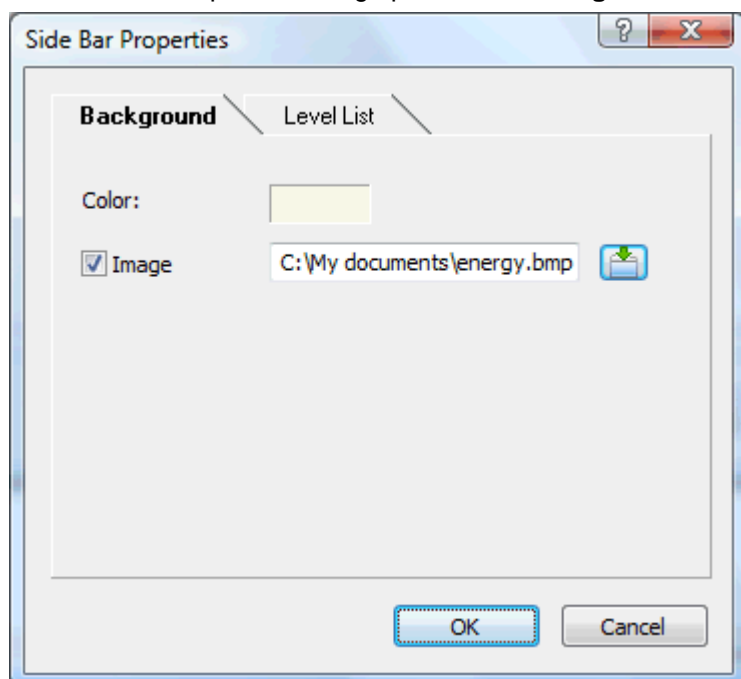 Side Bar Properties ? X
Background Level List
Color:
Image C:\My documents\energy.bmp
OK Cancel